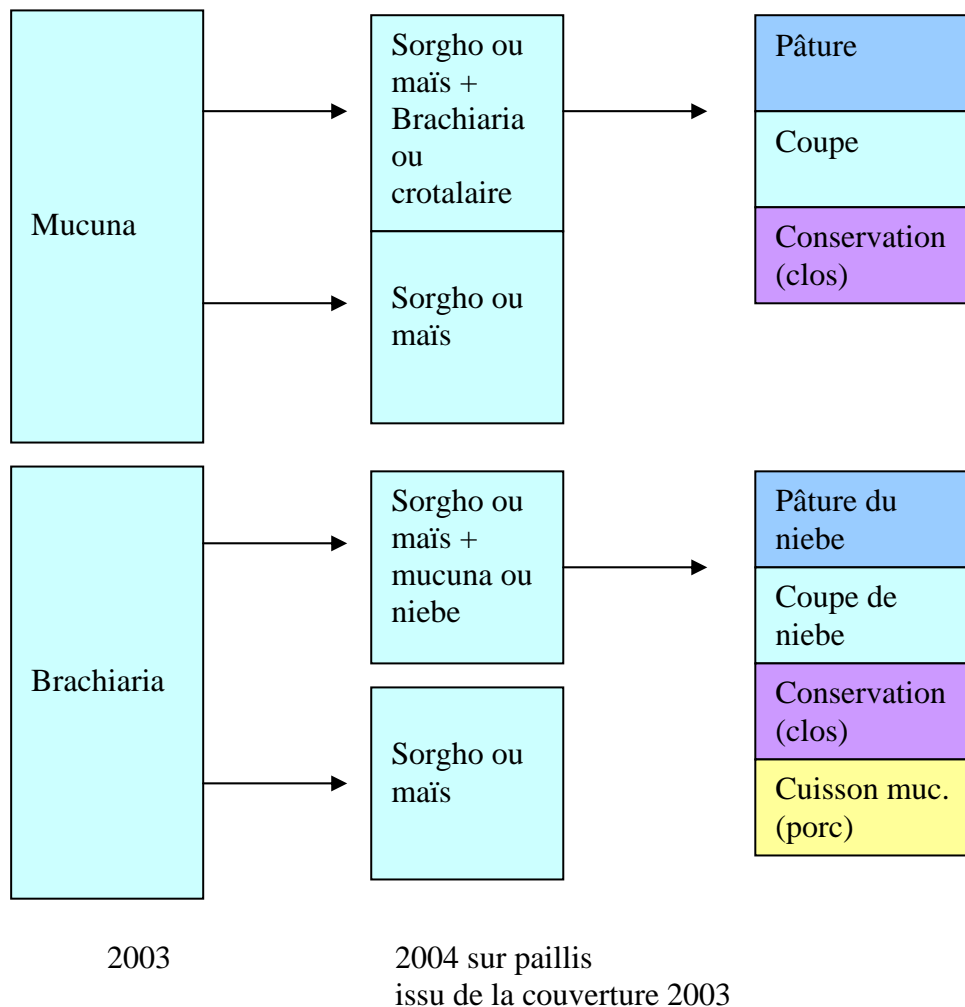 Mucuna
Sorgho ou
maïs +
Brachiaria
ou
crotalaire
Sorgho ou
maïs
Pâture
Coupe
Conservation
(clos)
Brachiaria
Sorgho ou
maïs +
mucuna ou
niebe
Sorgho ou
maïs
Pâture du
niebe
Coupe de
niebe
Conservation
(clos)
Cuisson muc.
(porc)
2003
2004 sur paillis
issu de la couverture 2003